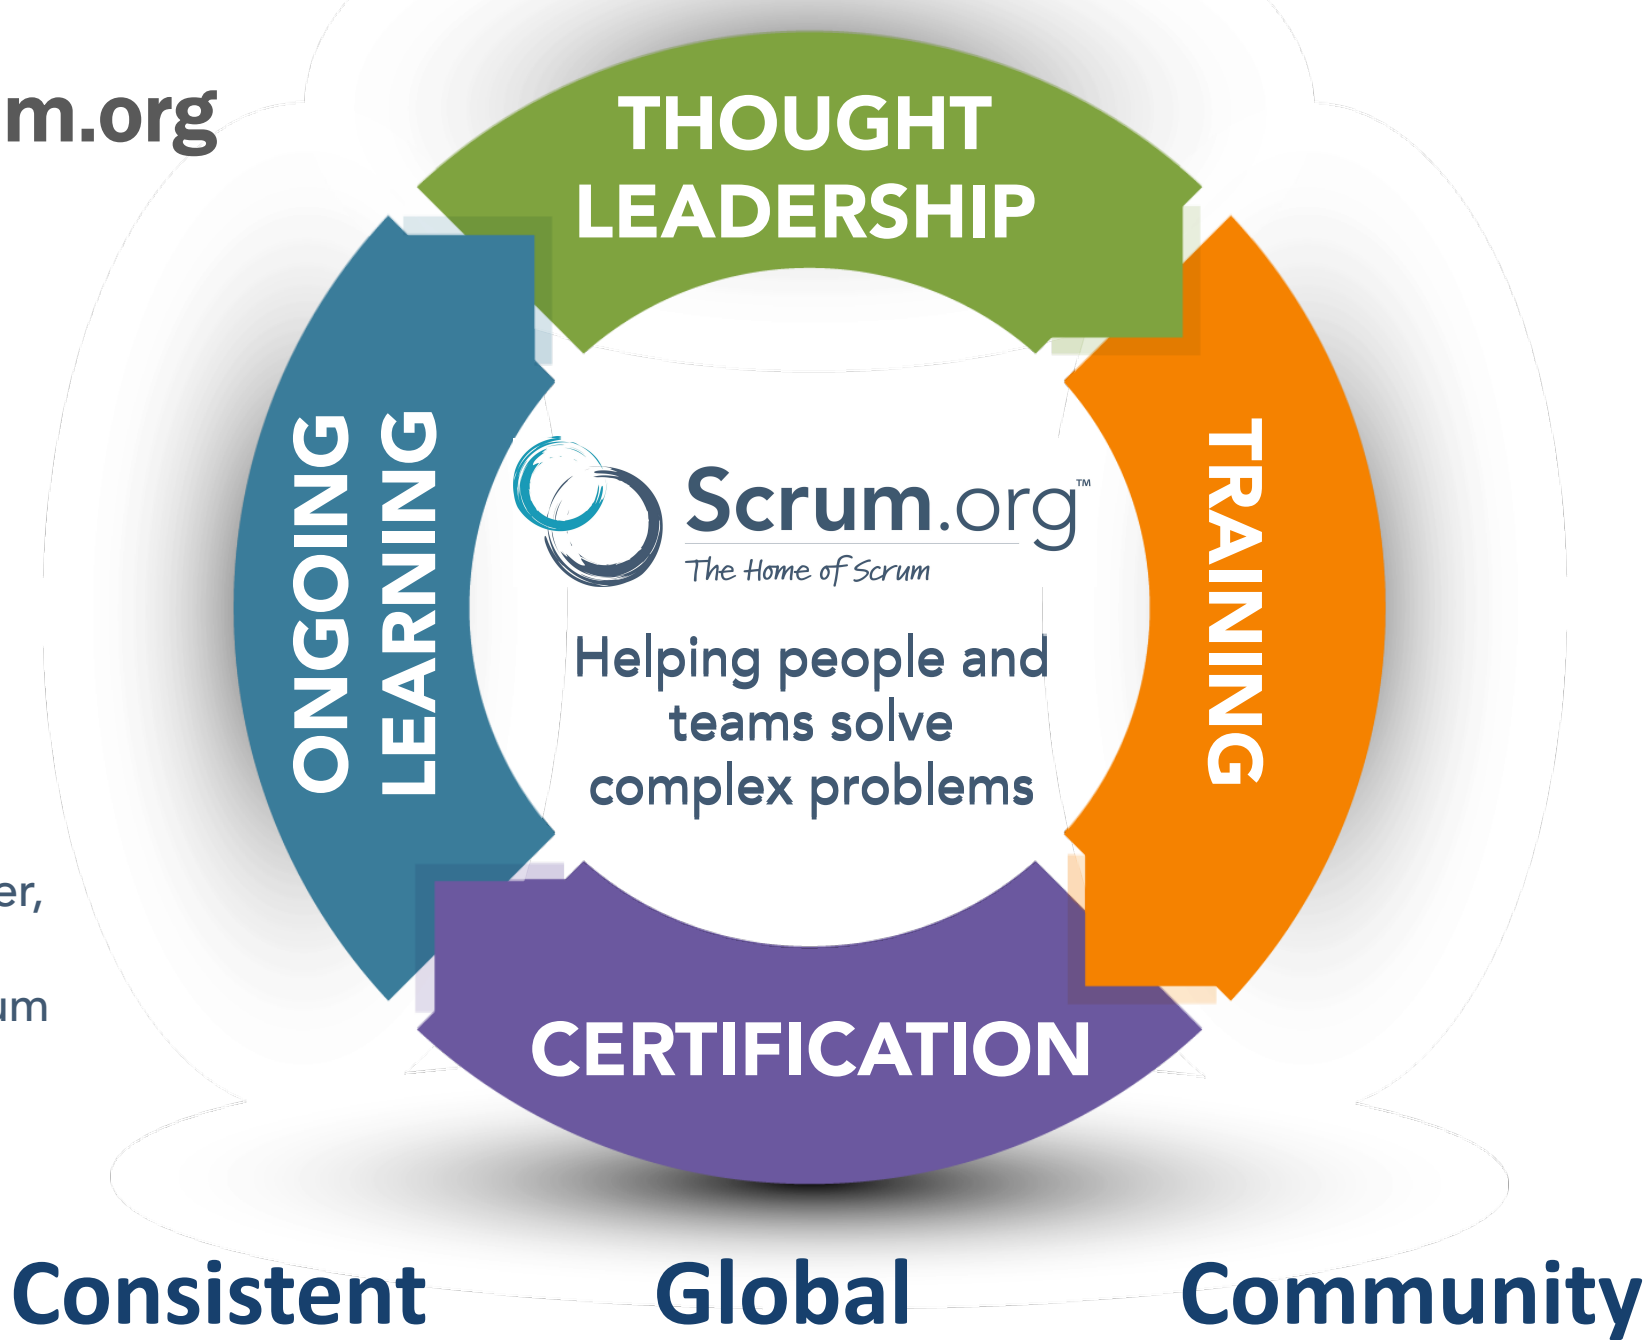 m.org
THOUGHT
LEADERSHIP
ONGOING
LEARNING
TRAINING
Scrum.org™
The Home of Scrum
Helping people and
teams solve
complex problems
er,
um
CERTIFICATION
Consistent Global Community